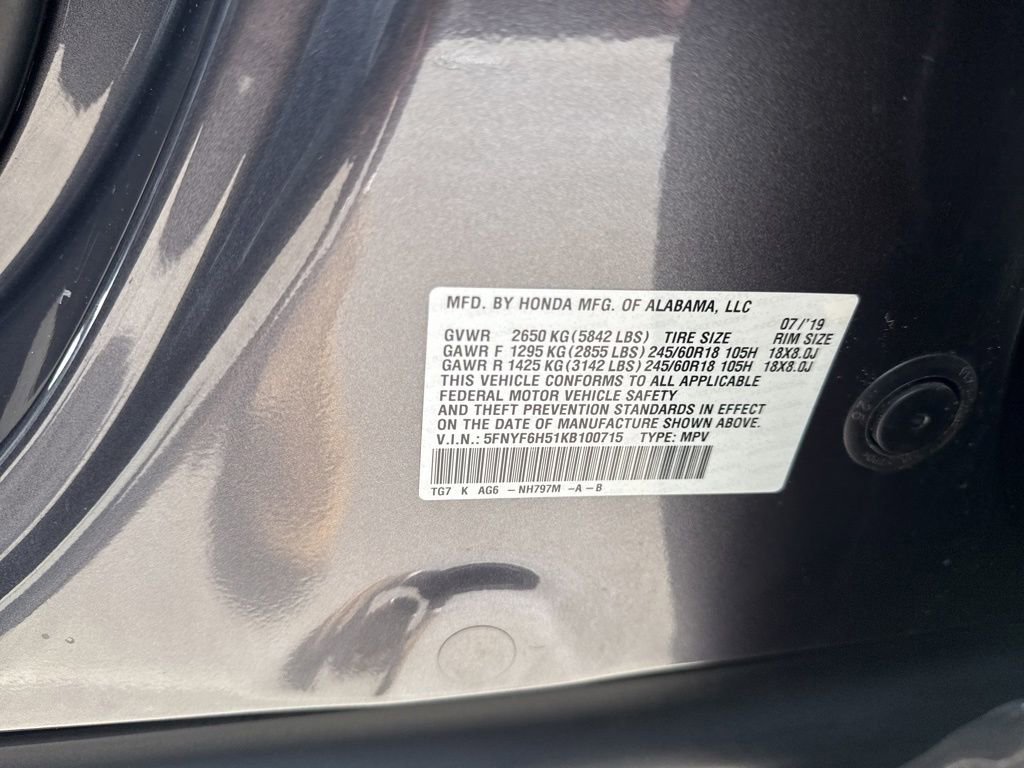 MFD. BY HONDA MFG. OF ALABAMA, LLC
07/'19
GVWR 2650 KG(5842 LBS) TIRE SIZE RIM SIZE
GAWR F 1295 KG(2855 LBS) 245/60R18 105H 18X8.0J
GAWR R 1425 KG(3142 LBS) 245/60R18 105H 18X8.0J
THIS VEHICLE CONFORMS TO ALL APPLICABLE
FEDERAL MOTOR VEHICLE SAFETY
AND THEFT PREVENTION STANDARDS IN EFFECT
ON THE DATE OF MANUFACTURE SHOWN ABOVE.
V.I.N.: 5FNYF6H51KB100715 TYPE: MPV
TG7 K AG6 -NH797M -A-B